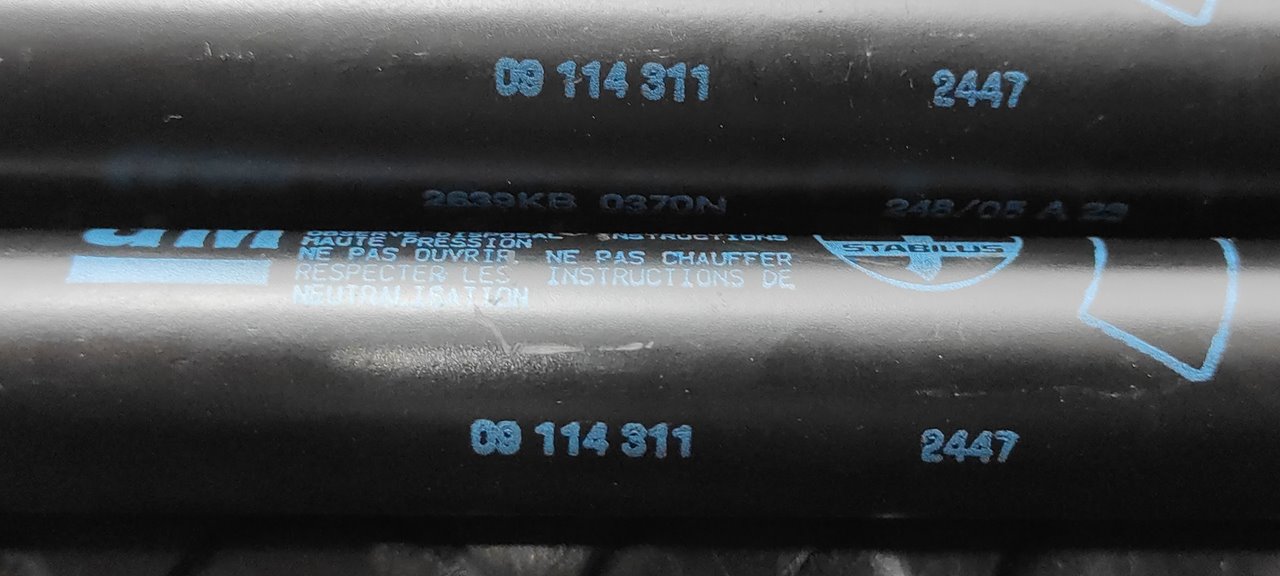 09 114 311 2447
2639KB 0370N 248/05 A 29
GM
OBSERVE DISPOSAL INSTRUCTIONS
HAUTE PRESSION
NE PAS OUVRIR, NE PAS CHAUFFER
RESPECTER LES INSTRUCTIONS DE
NEUTRALISATION
STABILUS
09 114 311 2447